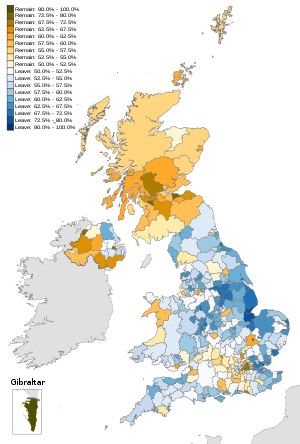 Remain: 80.0% - 100.0%
Remain: 72.5% - 80.0%
Remain: 67.5% - 72.5%
Remain: 62.5% - 67.5%
Remain: 60.0% - 62.5%
Remain: 57.5% - 60.0%
Remain: 55.0% - 57.5%
Remain: 52.5% - 55.0%
Remain: 50.0% - 52.5%
Leave: 50.0% - 52.5%
Leave: 52.5% - 55.0%
Leave: 55.0% - 57.5%
Leave: 57.5% - 60.0%
Leave: 60.0% - 62.5%
Leave: 62.5% - 67.5%
Leave: 67.5% - 72.5%
Leave: 72.5% - 80.0%
Leave: 80.0% - 100.0%
Gibraltar